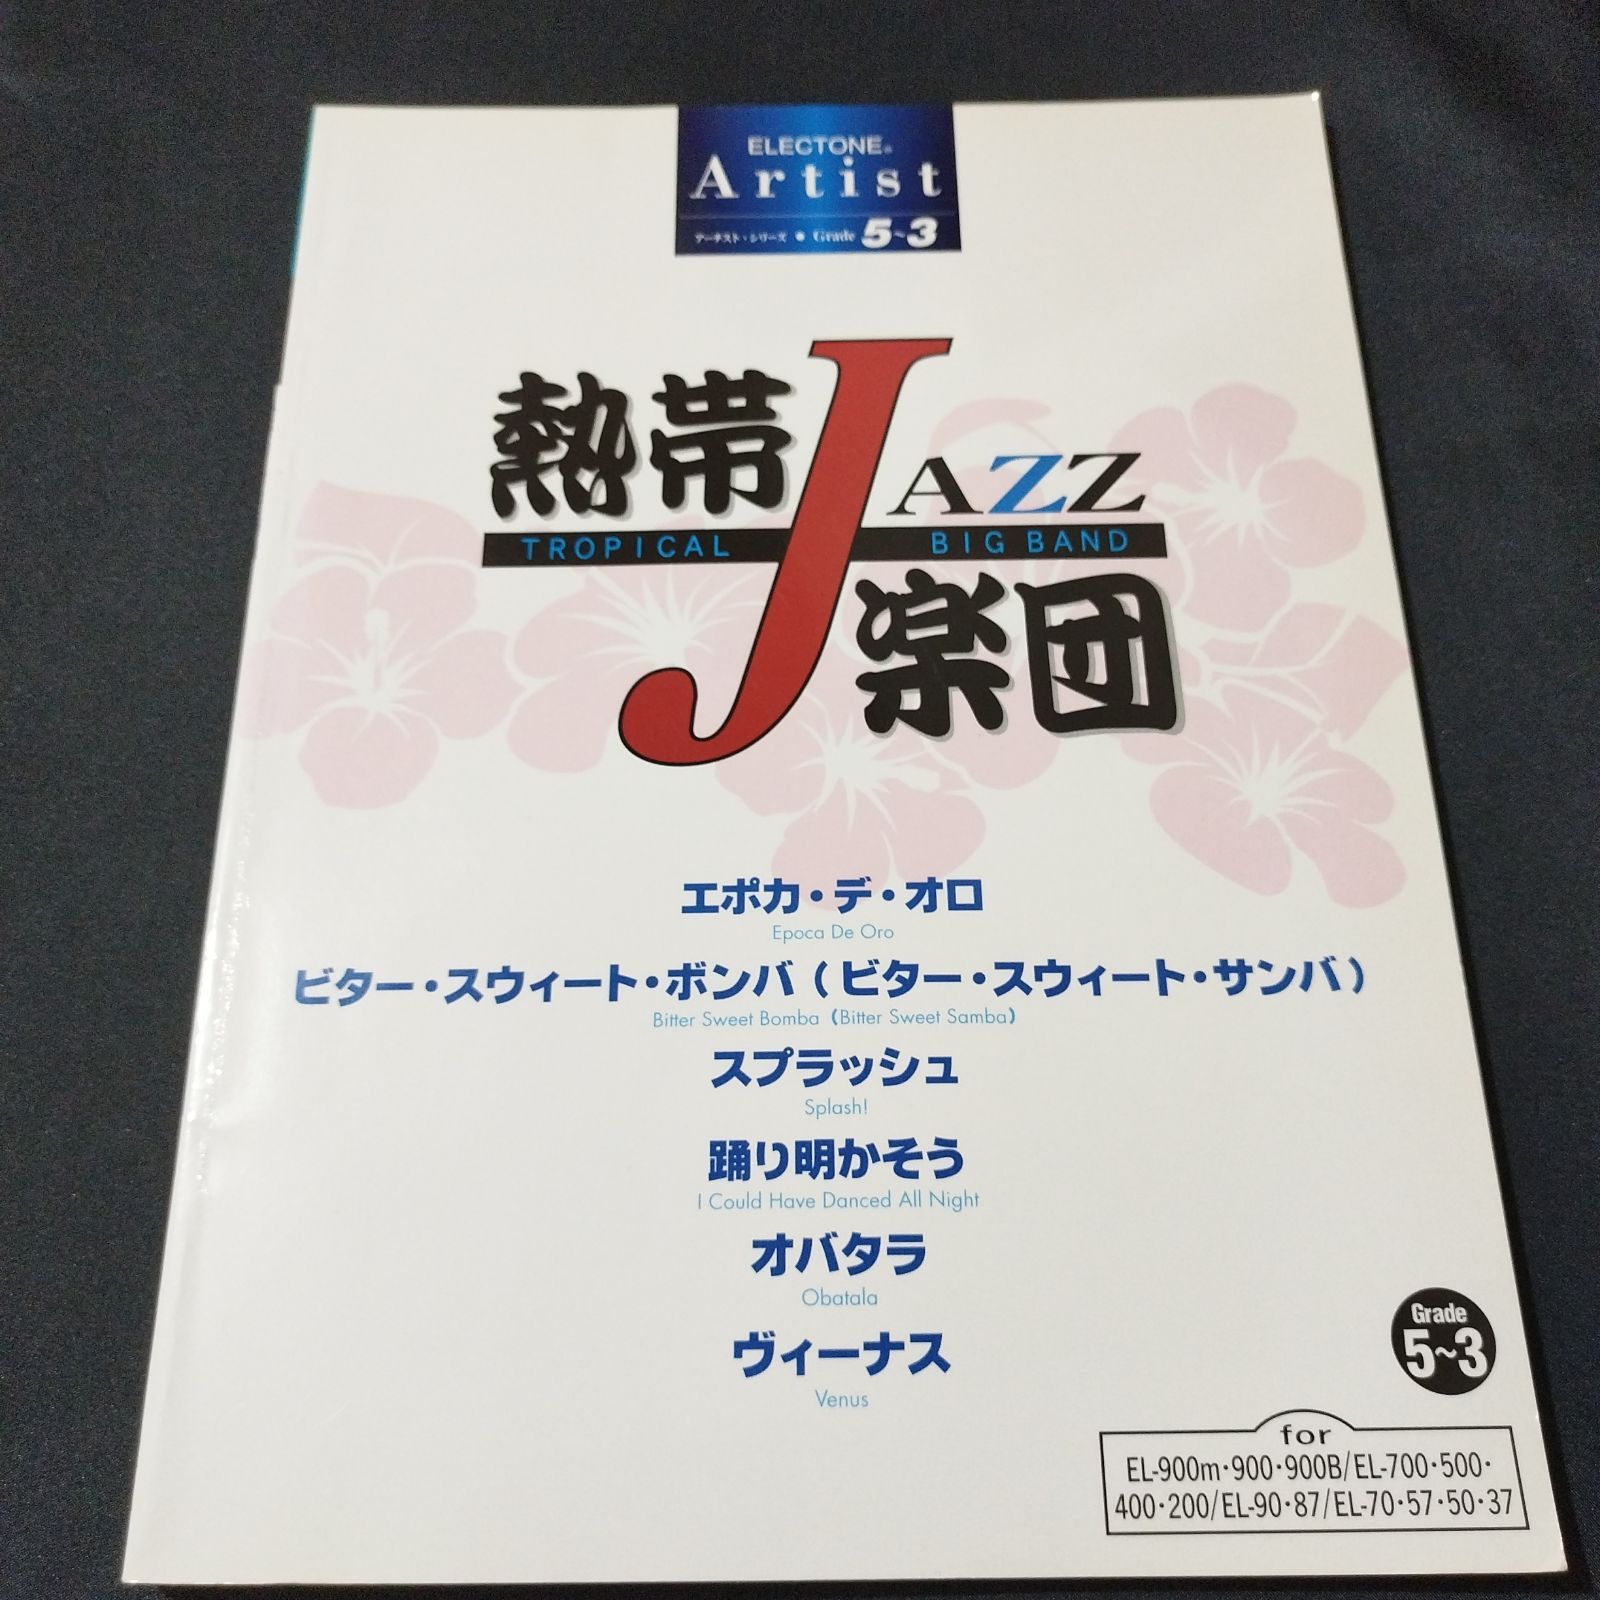 ELECTONE®
Artist
アーチスト・シリーズ • Grade 5~3
熱帯JAZZ
TROPICAL BIG BAND
楽団
エポカ・デ・オロ
Epoca De Oro
ビター・スウィート・ボンバ（ビター・スウィート・サンバ）
Bitter Sweet Bomba（Bitter Sweet Samba）
スプラッシュ
Splash!
踊り明かそう
I Could Have Danced All Night
オバタラ
Obatala
ヴィーナス
Venus
Grade
5~3
for
EL-900m・900・900B/EL-700・500・
400・200/EL-90・87/EL-70・57・50・37